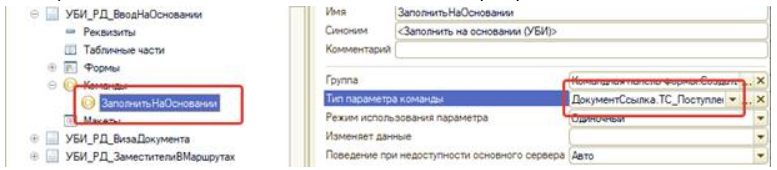 УБИ_РД_ВводНаОсновании
Реквизиты
Табличные части
Формы
Команды
ЗаполнитьНаОсновании
Макеты
УБИ_РД_ВизаДокумента
УБИ_РД_ЗаместителиВМаршрутах
Имя ЗаполнитьНаОсновании
Синоним <Заполнить на основании (УБИ)>
Комментарий
Группа Командная панель формы.Создать ... X
Тип параметра команды ДокументСсылка.ТС_Поступлен ... X
Режим использования параметра Одиночный
Изменяет данные
Поведение при недоступности основного сервера Авто